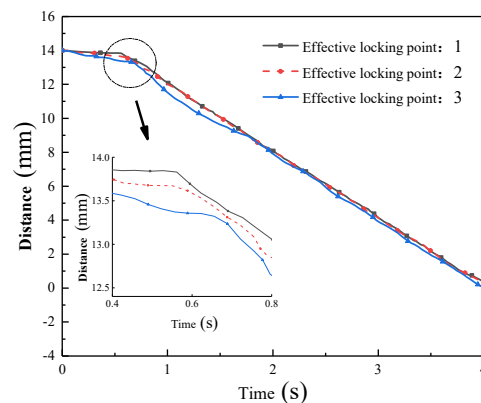 16
14
12
10
8
6
4
2
0
-2
-4
Distance (mm)
Effective locking point：1
Effective locking point：2
Effective locking point：3
14.0
13.5
13.0
12.5
Distance (mm)
0.4 0.6 0.8
Time (s)
0 1 2 3 4
Time (s)